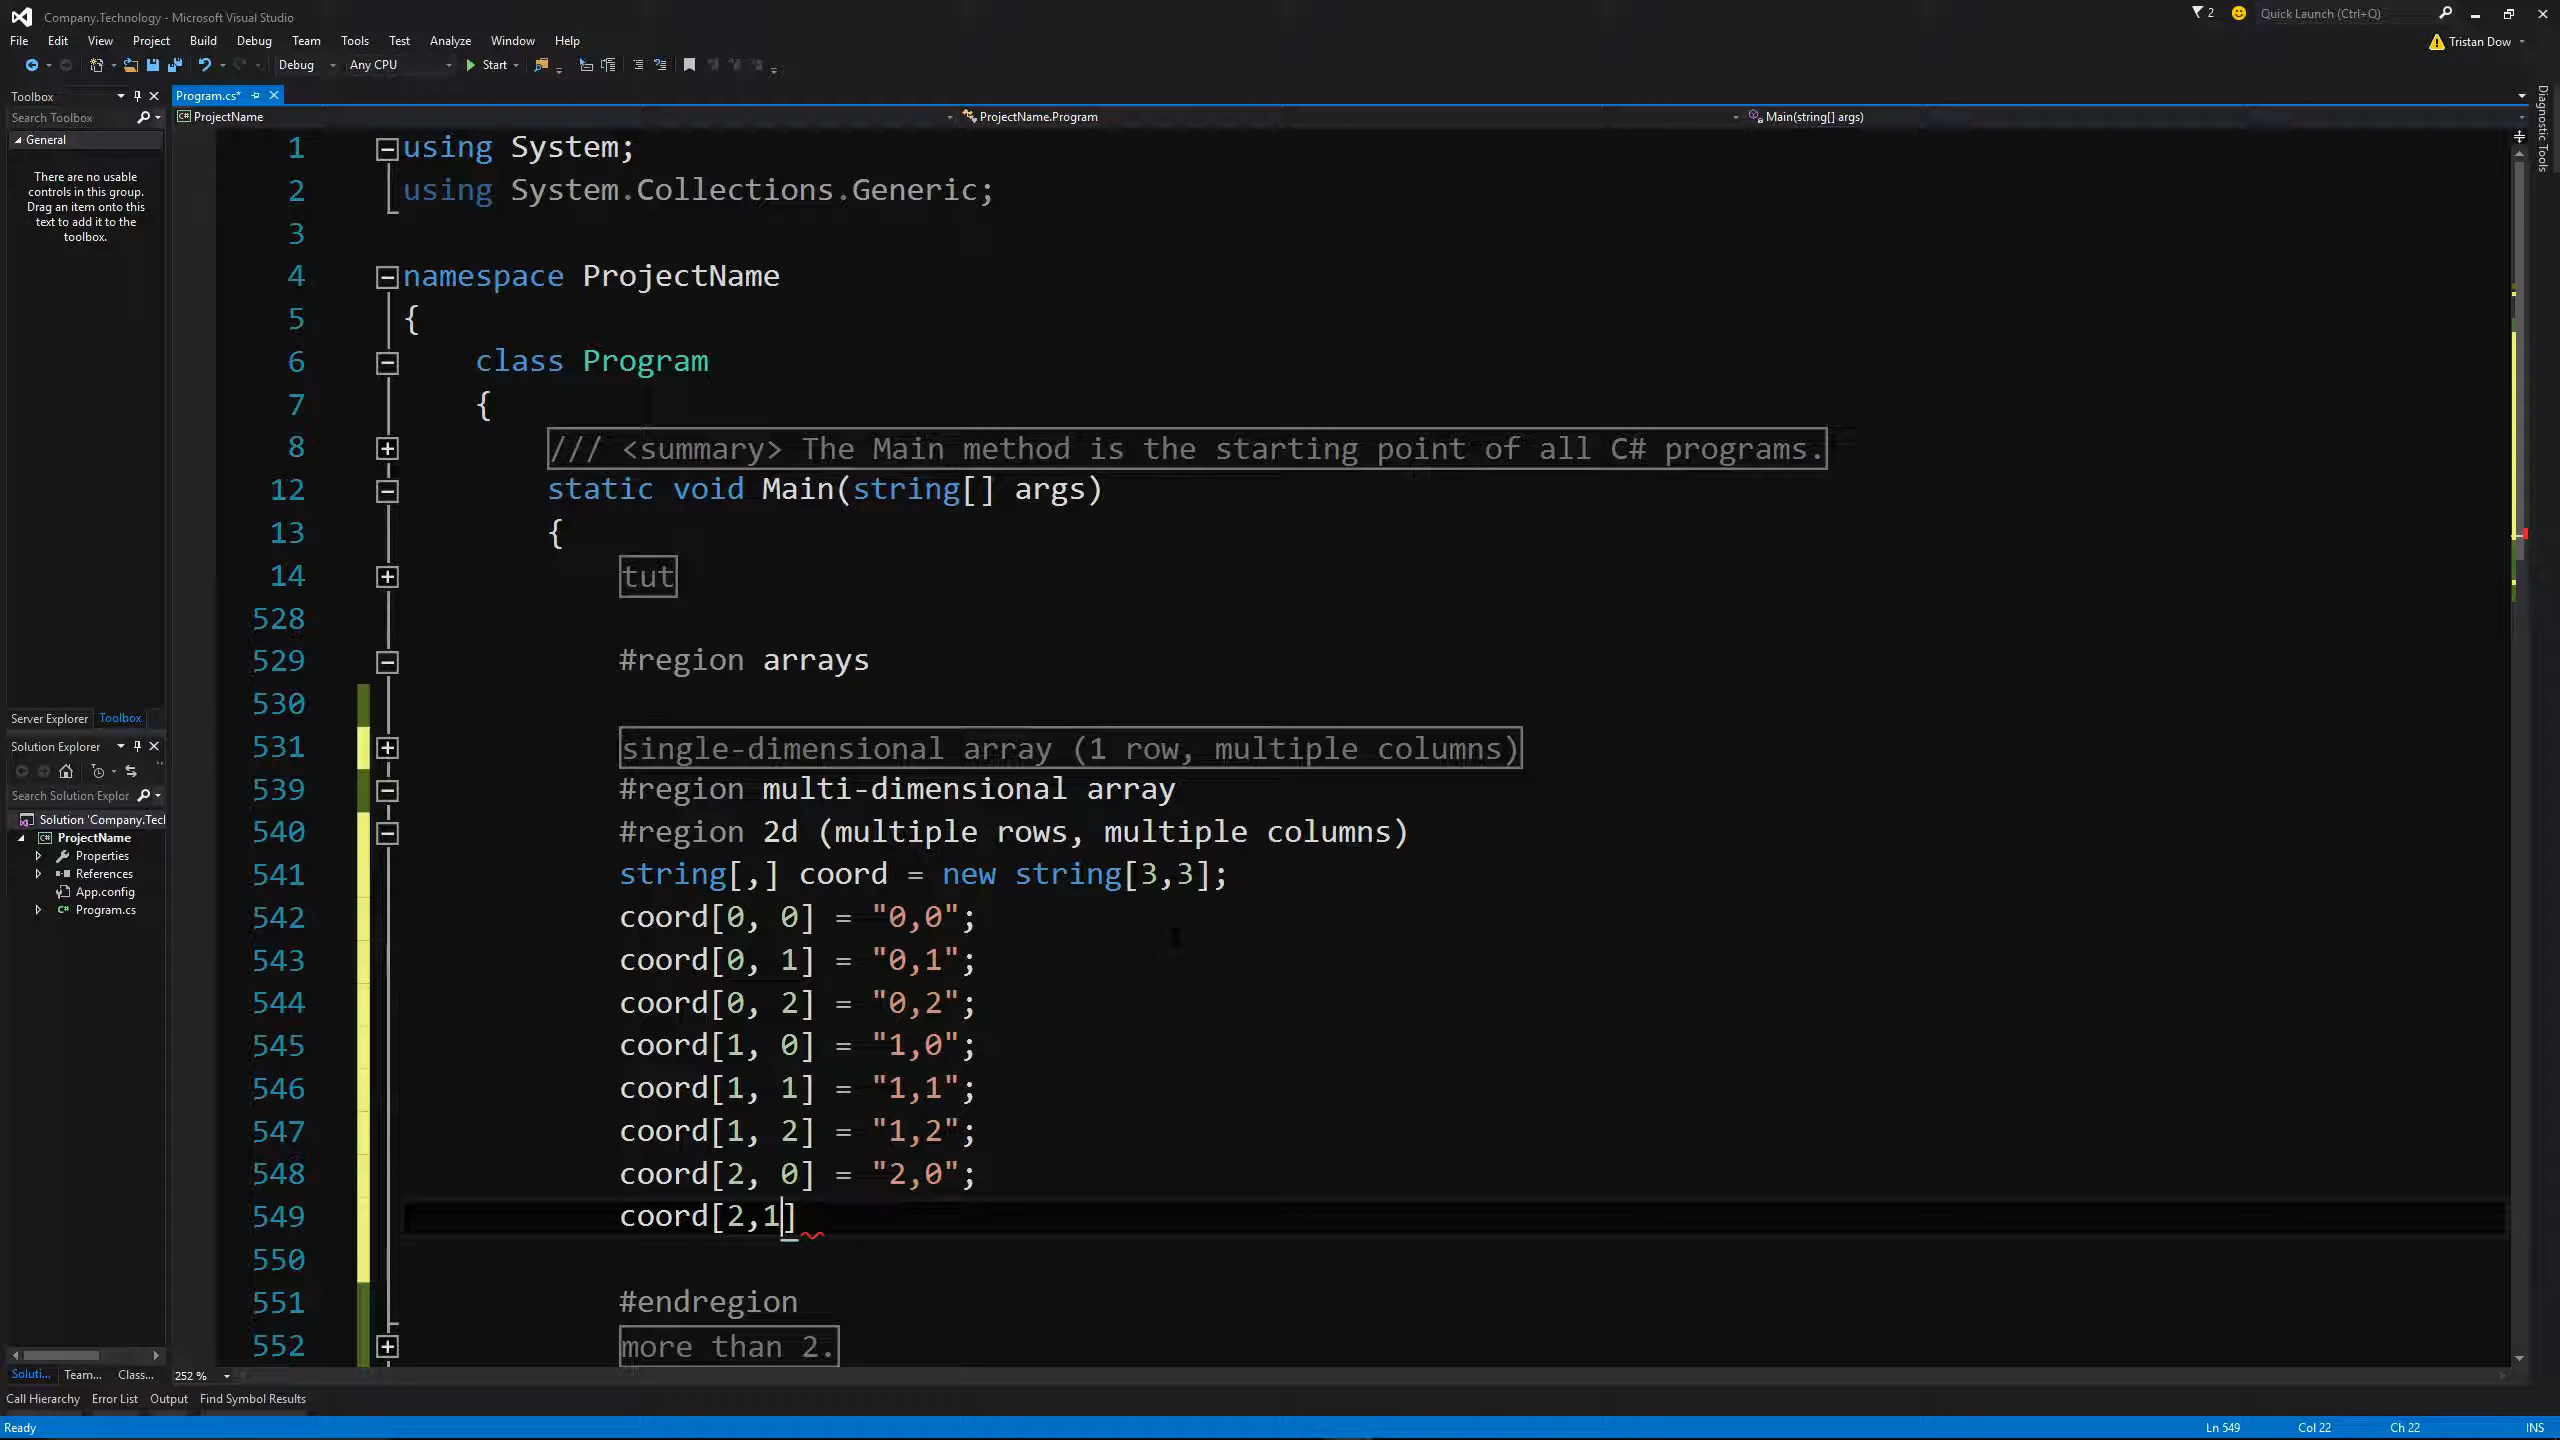 Company.Technology - Microsoft Visual Studio
2
Quick Launch (Ctrl+Q)
File Edit View Project Build Debug Team Tools Test Analyze Window Help
Tristan Dow
Debug Any CPU Start
Toolbox
Program.cs*
Search Toolbox
ProjectName
ProjectName.Program
Main(string[] args)
Diagnostic Tools
General
There are no usable
controls in this group.
Drag an item onto this
text to add it to the
toolbox.
1 using System;
2 using System.Collections.Generic;
3
4 namespace ProjectName
5 {
6 class Program
7 {
8 /// <summary> The Main method is the starting point of all C# programs.
12 static void Main(string[] args)
13 {
14 tut
528
529 #region arrays
530
531 single-dimensional array (1 row, multiple columns)
539 #region multi-dimensional array
540 #region 2d (multiple rows, multiple columns)
541 string[,] coord = new string[3,3];
542 coord[0, 0] = "0,0";
543 coord[0, 1] = "0,1";
544 coord[0, 2] = "0,2";
545 coord[1, 0] = "1,0";
546 coord[1, 1] = "1,1";
547 coord[1, 2] = "1,2";
548 coord[2, 0] = "2,0";
549 coord[2,1]
550
551 #endregion
552 more than 2.
Server Explorer Toolbox
Solution Explorer
Search Solution Explor
Solution 'Company.Tecl
ProjectName
Properties
References
App.config
Program.cs
Soluti... Team... Class...
252 %
Call Hierarchy Error List Output Find Symbol Results
Ready
Ln 549 Col 22 Ch 22 INS